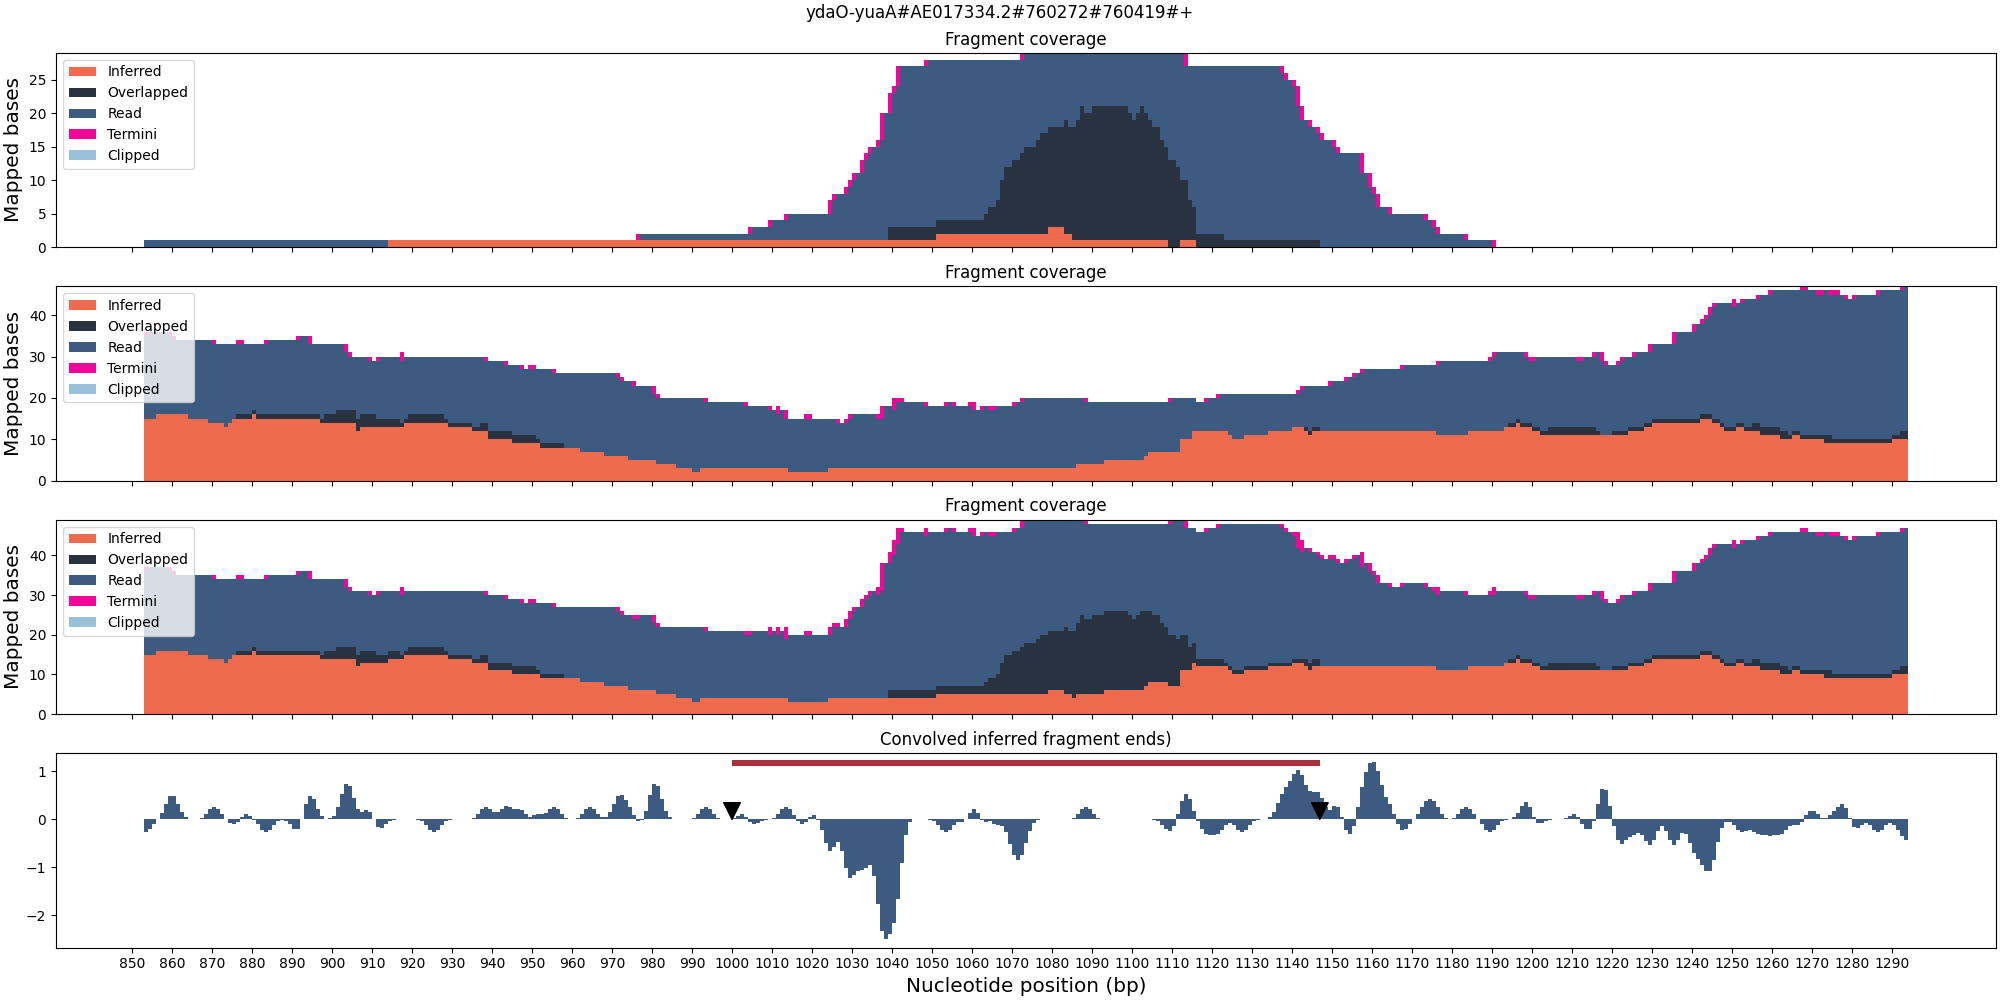 ydaO-yuaA#AE017334.2#760272#760419#+
Fragment coverage
Mapped bases
25
20
15
10
5
0
Inferred
Overlapped
Read
Termini
Clipped
Fragment coverage
Mapped bases
40
30
20
10
0
Inferred
Overlapped
Read
Termini
Clipped
Fragment coverage
Mapped bases
40
30
20
10
0
Inferred
Overlapped
Read
Termini
Clipped
Convolved inferred fragment ends)
1
0
−1
−2
850 860 870 880 890 900 910 920 930 940 950 960 970 980 990 1000 1010 1020 1030 1040 1050 1060 1070 1080 1090 1100 1110 1120 1130 1140 1150 1160 1170 1180 1190 1200 1210 1220 1230 1240 1250 1260 1270 1280 1290
Nucleotide position (bp)